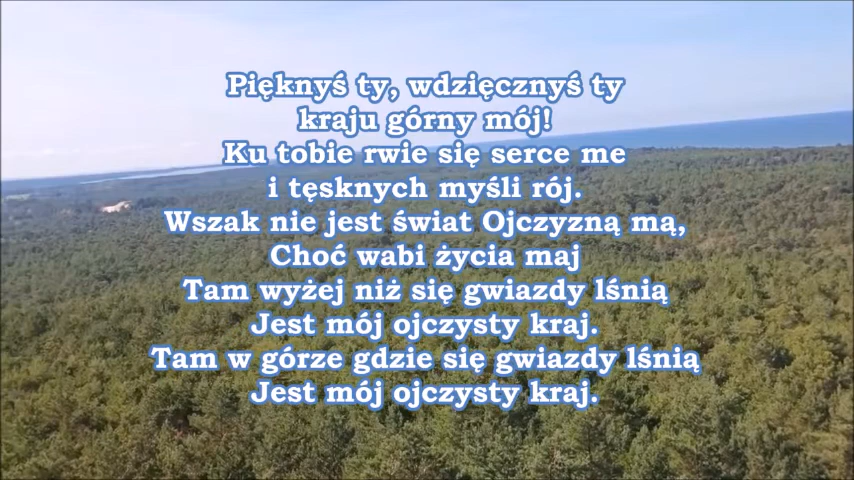 Pięknyś ty, wdzięcznyś ty
kraju górny mój!
Ku tobie rwie się serce me
i tęsknych myśli rój.
Wszak nie jest świat Ojczyzną mą,
Choć wabi życia maj
Tam wyżej niż się gwiazdy lśnią
Jest mój ojczysty kraj.
Tam w górze gdzie się gwiazdy lśnią
Jest mój ojczysty kraj.